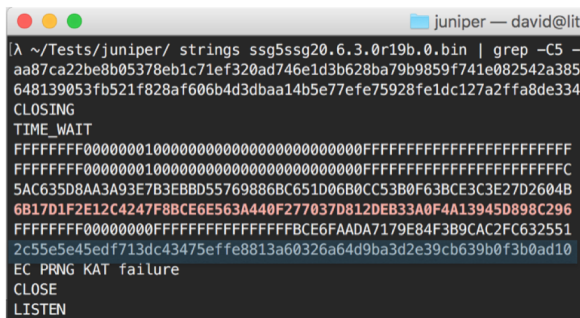 juniper — david@lit
[λ ~/Tests/juniper/ strings ssg5ssg20.6.3.0r19b.0.bin | grep -C5 -
aa87ca22be8b05378eb1c71ef320ad746e1d3b628ba79b9859f741e082542a385
648139053fb521f828af606b4d3dbaa14b5e77efe75928fe1dc127a2ffa8de334
CLOSING
TIME_WAIT
FFFFFFFF00000001000000000000000000000000FFFFFFFFFFFFFFFFFFFFFFFF
FFFFFFFF00000001000000000000000000000000FFFFFFFFFFFFFFFFFFFFFFFC
5AC635D8AA3A93E7B3EBBD55769886BC651D06B0CC53B0F63BCE3C3E27D2604B
6B17D1F2E12C4247F8BCE6E563A440F277037D812DEB33A0F4A13945D898C296
FFFFFFFF00000000FFFFFFFFFFFFFFFFBCE6FAADA7179E84F3B9CAC2FC632551
2c55e5e45edf713dc43475effe8813a60326a64d9ba3d2e39cb639b0f3b0ad10
EC PRNG KAT failure
CLOSE
LISTEN